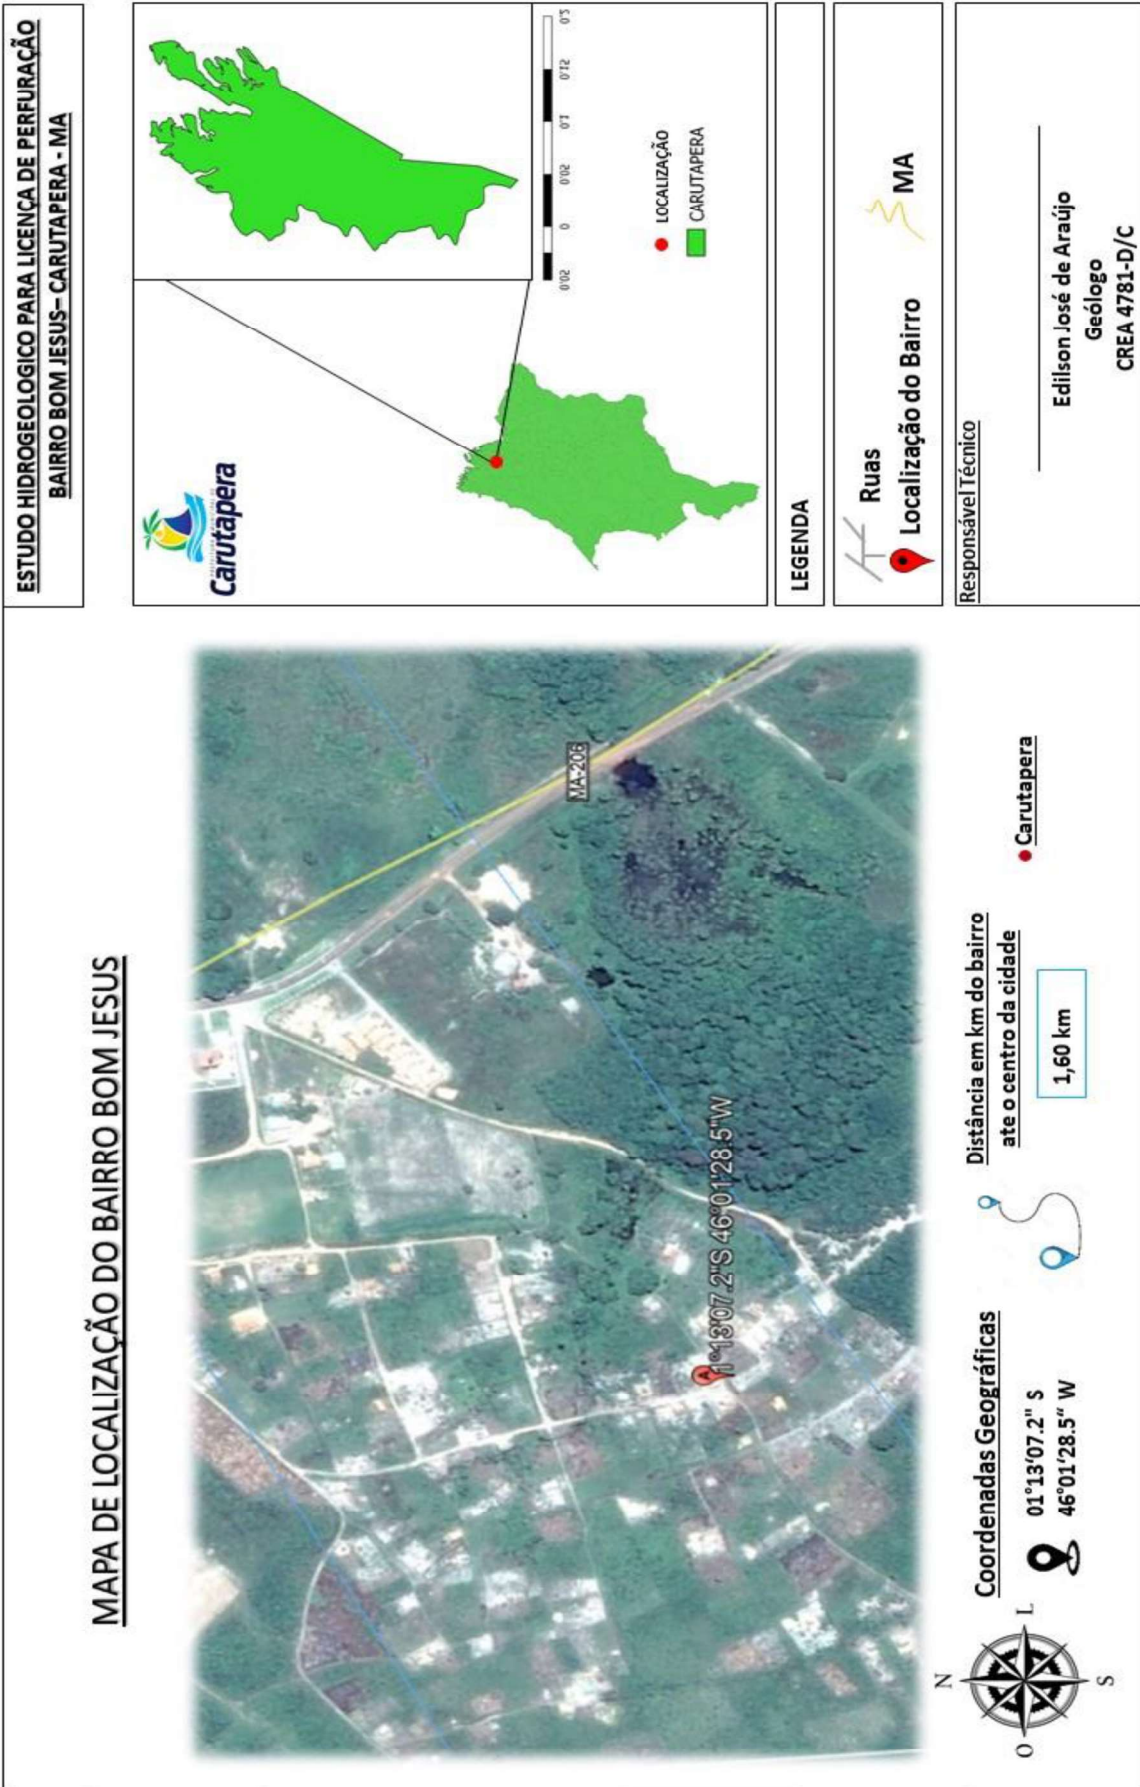 MAPA DE LOCALIZAÇÃO DO BAIRRO BOM JESUS
MA-206
1°13'07.2"S 46°01'28.5"W
A
N
O
L
S
Coordenadas Geográficas
01°13'07.2" S
46°01'28.5" W
Distância em km do bairro
ate o centro da cidade
1,60 km
Carutapera
ESTUDO HIDROGEOLOGICO PARA LICENÇA DE PERFURAÇÃO
BAIRRO BOM JESUS– CARUTAPERA - MA
Carutapera
0
LOCALIZAÇÃO
CARUTAPERA
LEGENDA
Ruas
MA
Localização do Bairro
Responsável Técnico
Edilson José de Araújo
Geólogo
CREA 4781-D/C